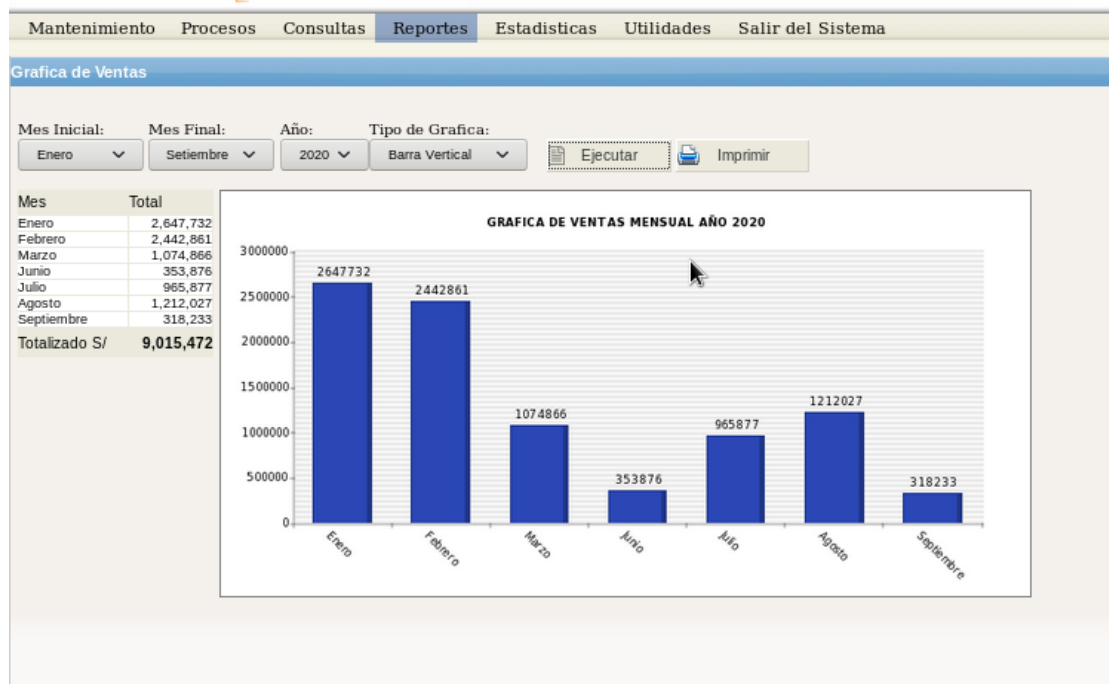 Mantenimiento Procesos Consultas Reportes Estadisticas Utilidades Salir del Sistema
Grafica de Ventas
Mes Inicial: Mes Final: Año: Tipo de Grafica:
Enero Setiembre 2020 Barra Vertical Ejecutar Imprimir
Mes Total
Enero 2,647,732
Febrero 2,442,861
Marzo 1,074,866
Junio 353,876
Julio 965,877
Agosto 1,212,027
Septiembre 318,233
Totalizado S/ 9,015,472
GRAFICA DE VENTAS MENSUAL AÑO 2020
3000000
2647732
2442861
2500000
2000000
1500000
1212027
1074866
965877
1000000
500000
353876
318233
0
Enero Febrero Marzo Junio Julio Agosto Septiembre